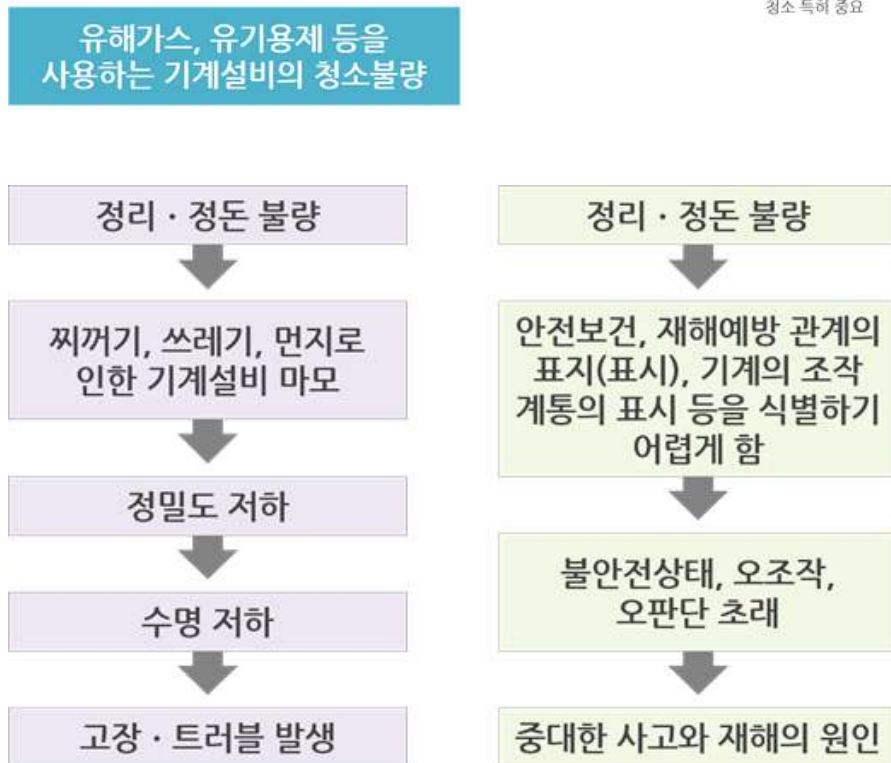 청소 특히 중요
유해가스, 유기용제 등을
사용하는 기계설비의 청소불량
정리 · 정돈 불량
찌꺼기, 쓰레기, 먼지로
인한 기계설비 마모
정밀도 저하
수명 저하
고장 · 트러블 발생
정리 · 정돈 불량
안전보건, 재해예방 관계의
표지(표시), 기계의 조작
계통의 표시 등을 식별하기
어렵게 함
불안전상태, 오조작,
오판단 초래
중대한 사고와 재해의 원인